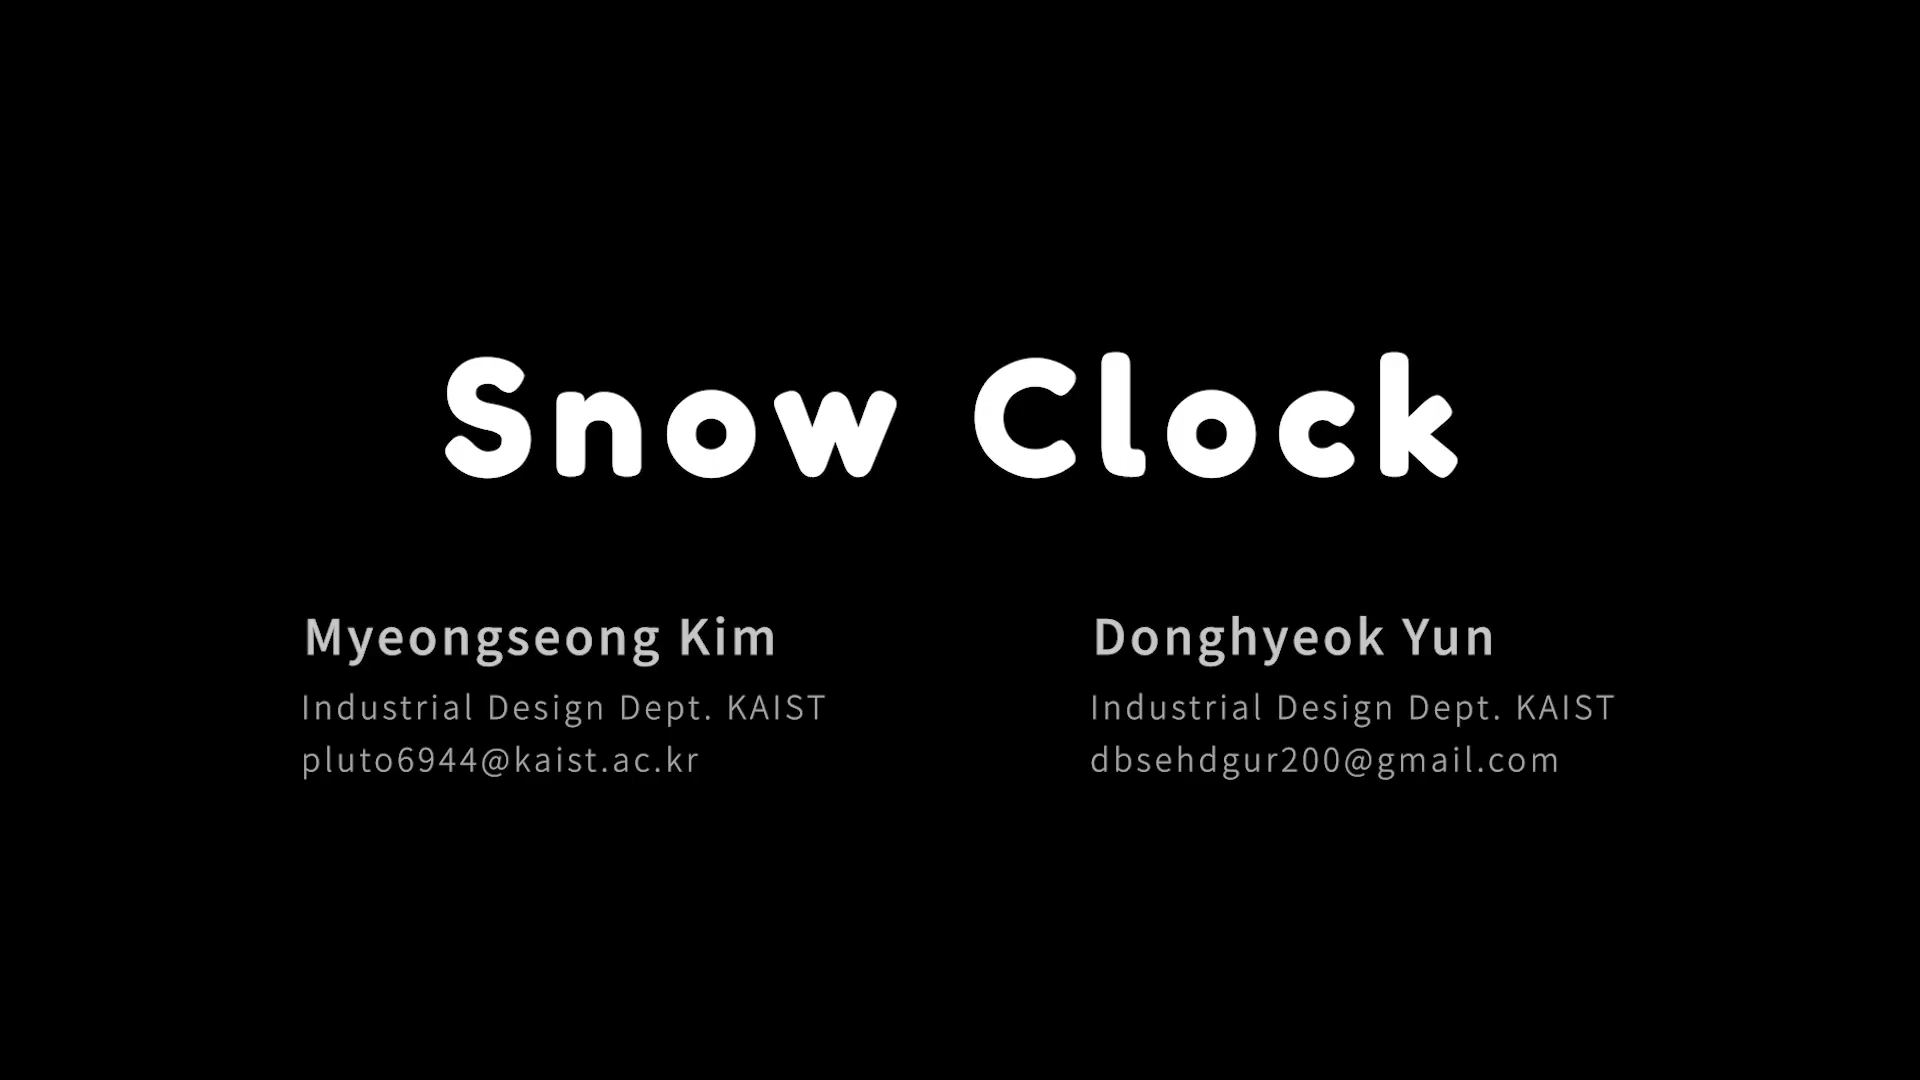 Snow Clock
Myeongseong Kim
Industrial Design Dept. KAIST
pluto6944@kaist.ac.kr
Donghyeok Yun
Industrial Design Dept. KAIST
dbsehdgur200@gmail.com